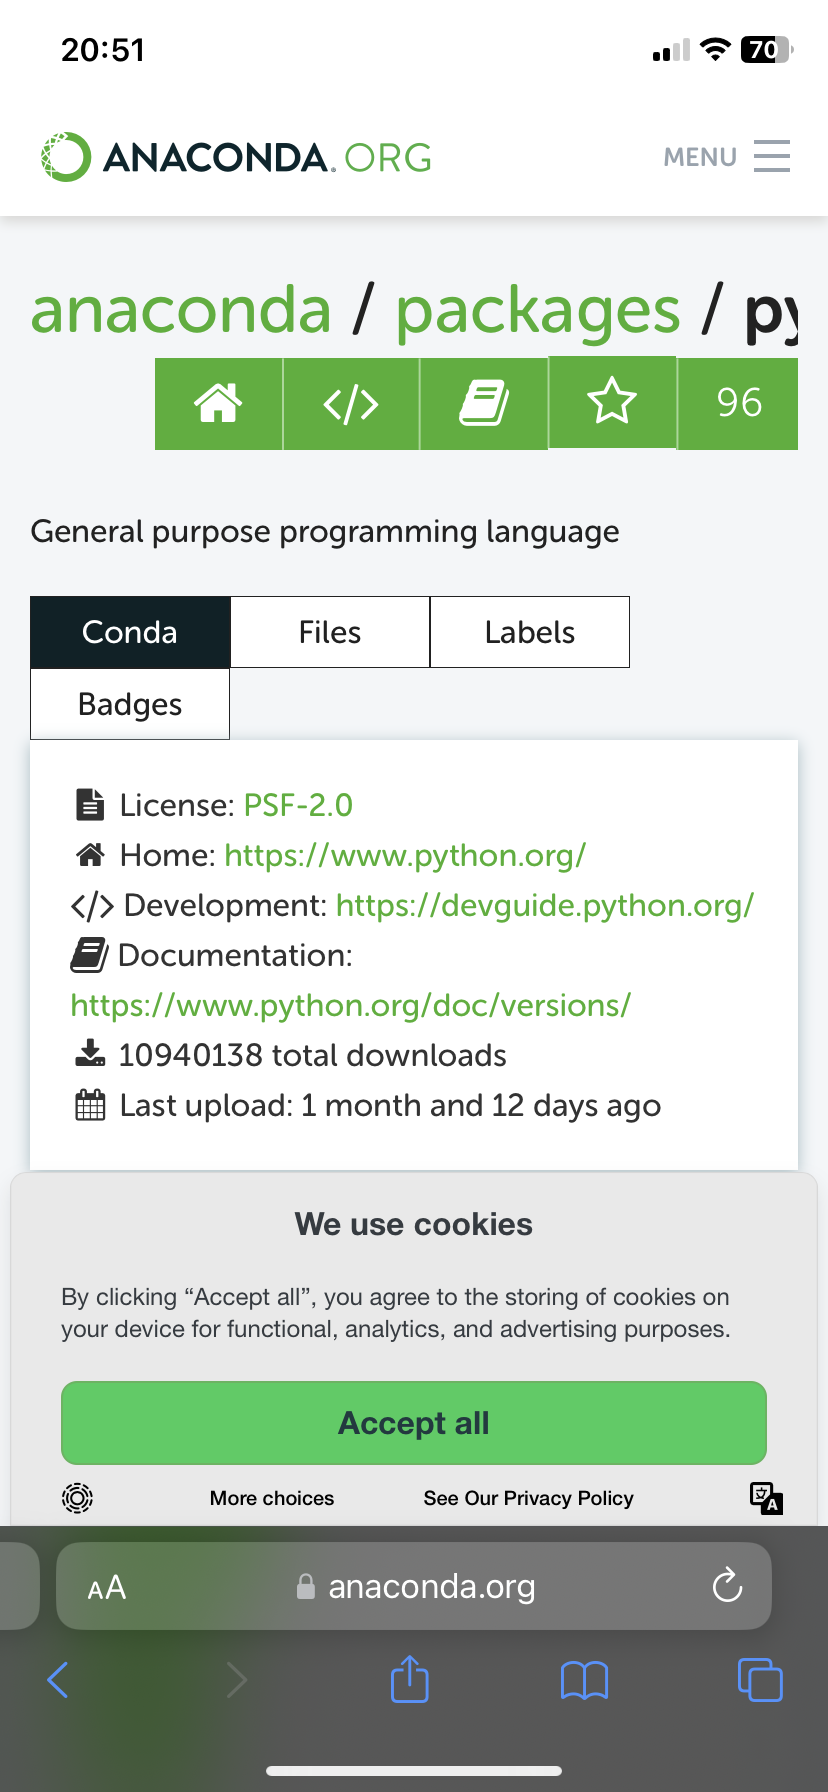 20:51
70
ANACONDA.ORG
MENU
anaconda / packages / py
96
General purpose programming language
Conda
Files
Labels
Badges
License: PSF-2.0
Home: https://www.python.org/
</> Development: https://devguide.python.org/
Documentation:
https://www.python.org/doc/versions/
10940138 total downloads
Last upload: 1 month and 12 days ago
We use cookies
By clicking “Accept all”, you agree to the storing of cookies on
your device for functional, analytics, and advertising purposes.
Accept all
More choices
See Our Privacy Policy
AA
anaconda.org